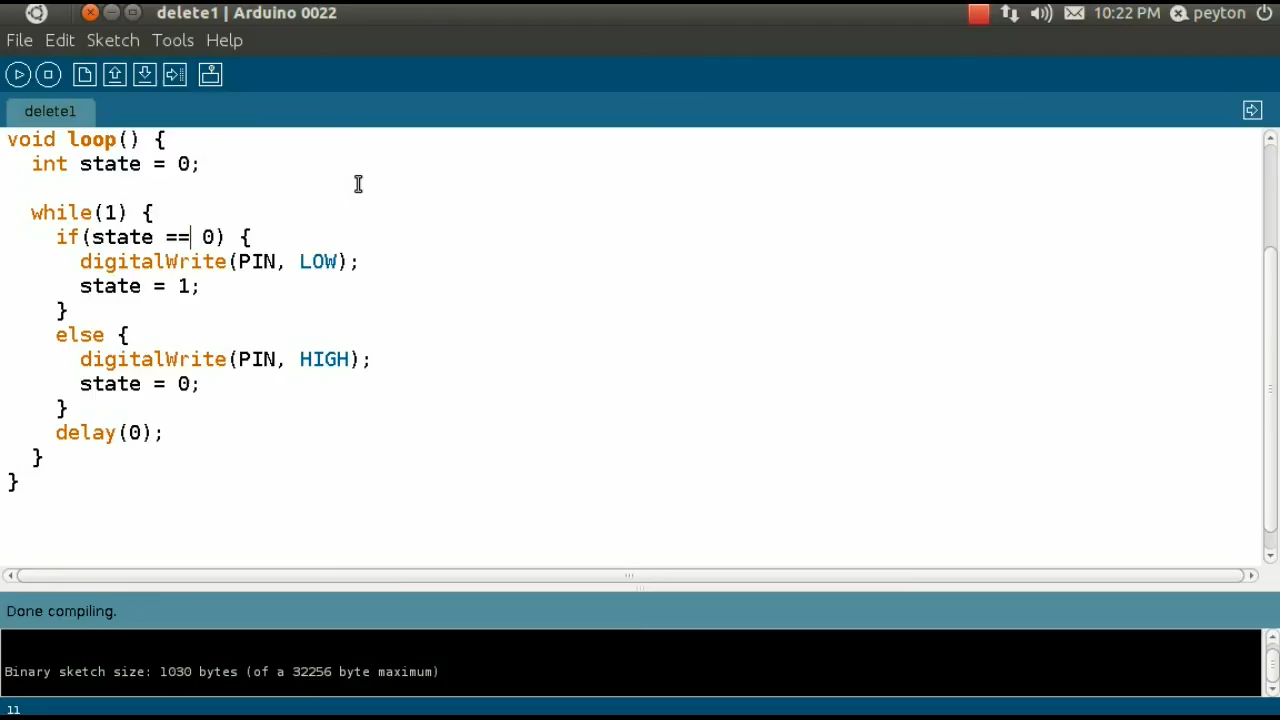 delete1 | Arduino 0022
10:22 PM peyton
File Edit Sketch Tools Help
delete1
void loop() {
int state = 0;
while(1) {
if(state == 0) {
digitalWrite(PIN, LOW);
state = 1;
}
else {
digitalWrite(PIN, HIGH);
state = 0;
}
delay(0);
}
}
Done compiling.
Binary sketch size: 1030 bytes (of a 32256 byte maximum)
11